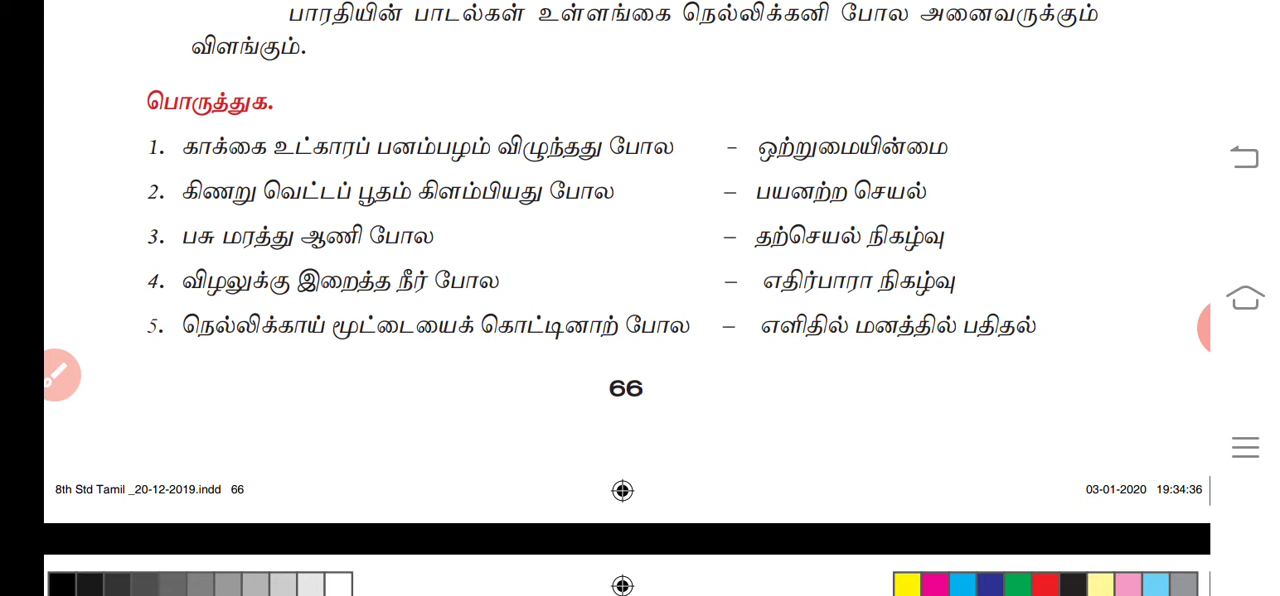 பாரதியின் பாடல்கள் உள்ளங்கை நெல்லிக்கனி போல அனைவருக்கும்
விளங்கும்.
பொருத்துக.
1. காக்கை உட்காரப் பனம்பழம் விழுந்தது போல – ஒற்றுமையின்மை
2. கிணறு வெட்டப் பூதம் கிளம்பியது போல – பயனற்ற செயல்
3. பசு மரத்து ஆணி போல – தற்செயல் நிகழ்வு
4. விழலுக்கு இறைத்த நீர் போல – எதிர்பாரா நிகழ்வு
5. நெல்லிக்காய் மூட்டையைக் கொட்டினாற் போல – எளிதில் மனத்தில் பதிதல்
66
8th Std Tamil _20-12-2019.indd 66 03-01-2020 19:34:36